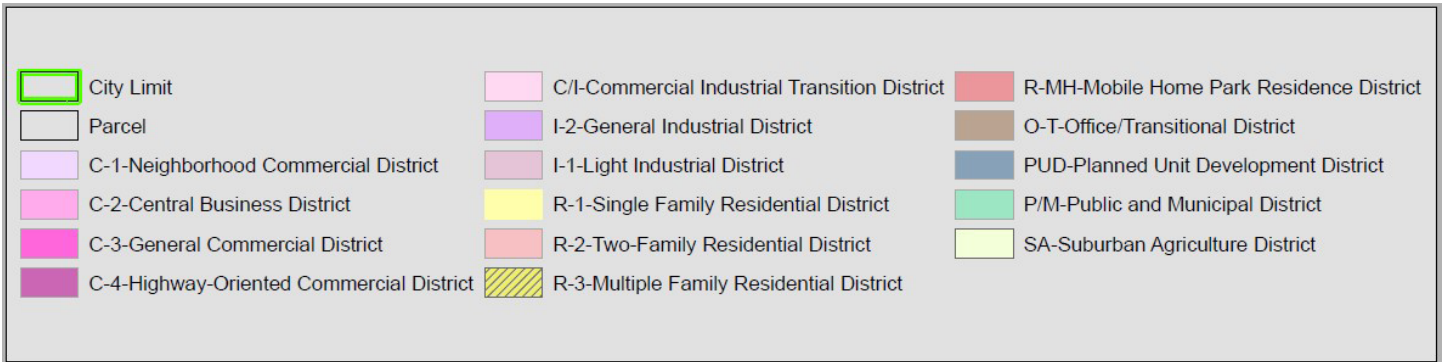 City Limit
Parcel
C-1-Neighborhood Commercial District
C-2-Central Business District
C-3-General Commercial District
C-4-Highway-Oriented Commercial District
C/I-Commercial Industrial Transition District
I-2-General Industrial District
I-1-Light Industrial District
R-1-Single Family Residential District
R-2-Two-Family Residential District
R-3-Multiple Family Residential District
R-MH-Mobile Home Park Residence District
O-T-Office/Transitional District
PUD-Planned Unit Development District
P/M-Public and Municipal District
SA-Suburban Agriculture District